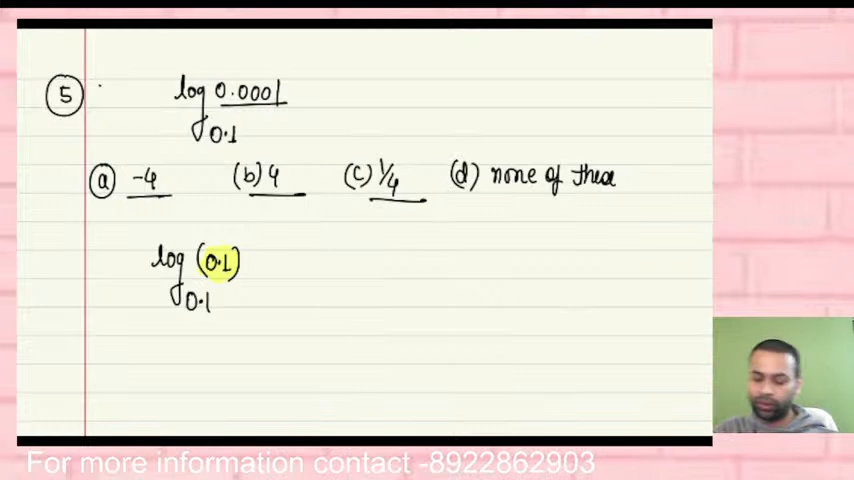 5 log 0.0001
0.1
(a) -4 (b) 4 (c) 1/4 (d) none of these
log (0.1)
0.1
For more information contact -8922862903